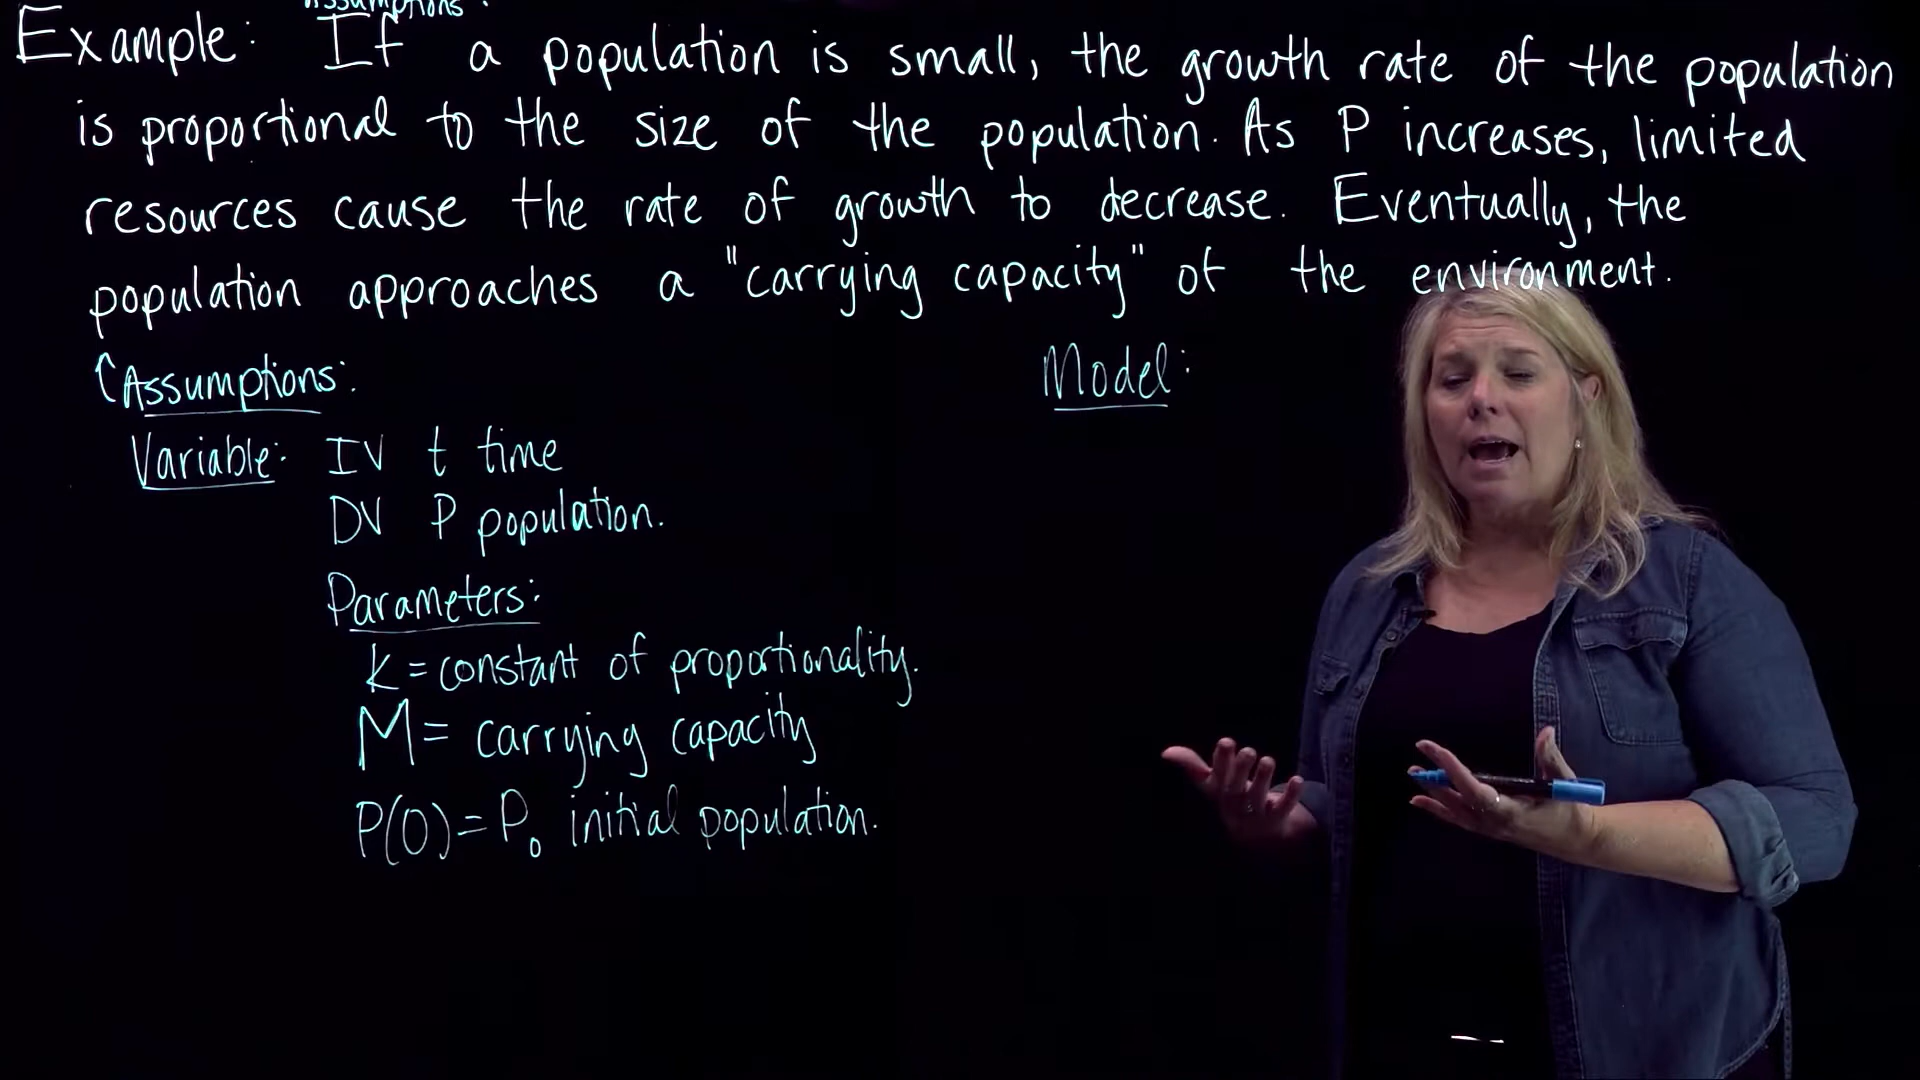 Assumptions:
Example: If a population is small, the growth rate of the population
is proportional to the size of the population. As P increases, limited
resources cause the rate of growth to decrease. Eventually, the
population approaches a "carrying capacity" of the environment.
(Assumptions:
Model:
Variable: IV t time
DV P population.
Parameters:
k = constant of proportionality.
M = carrying capacity
P(0) = P₀ initial population.